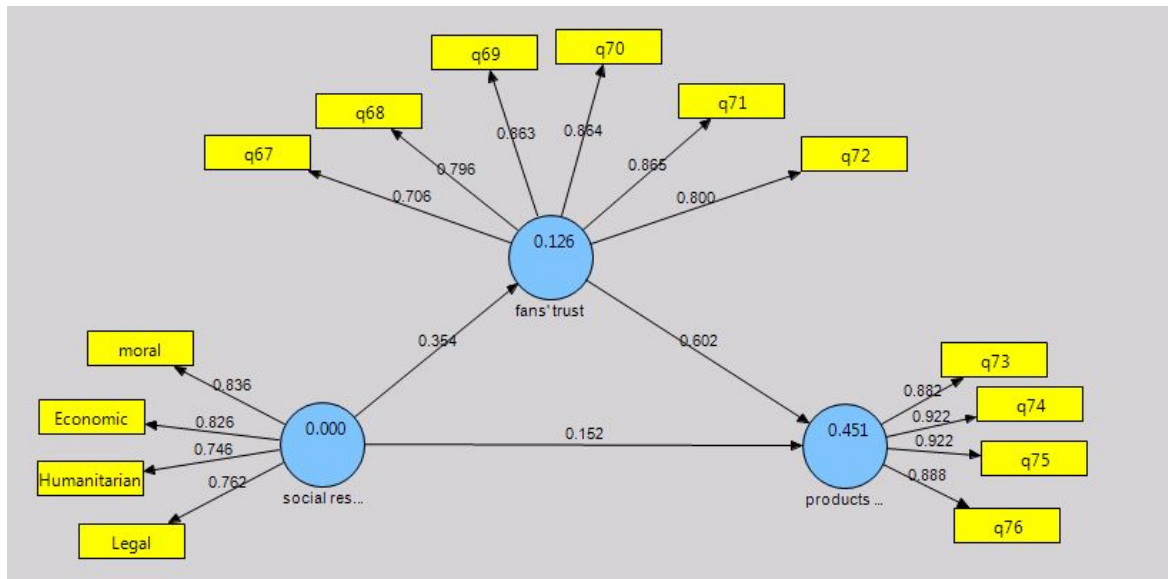 q70
q69
q71
q68
q67
q72
0.863
0.864
0.865
0.796
0.706
0.800
0.126
fans' trust
moral
0.354
0.602
q73
0.836
0.882
Economic
q74
0.826
0.922
0.000
0.451
0.152
0.746
0.922
q75
Humanitarian
0.762
0.888
social res...
products ...
q76
Legal